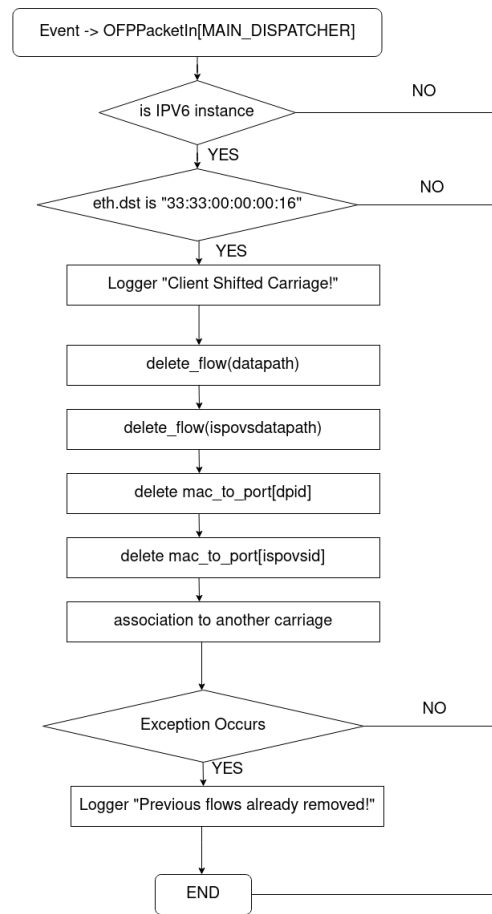 Event -> OFPPacketIn[MAIN_DISPATCHER]
is IPV6 instance
NO
YES
eth.dst is "33:33:00:00:00:16"
NO
YES
Logger "Client Shifted Carriage!"
delete_flow(datapath)
delete_flow(ispovsdatapath)
delete mac_to_port[dpid]
delete mac_to_port[ispovsid]
association to another carriage
Exception Occurs
NO
YES
Logger "Previous flows already removed!"
END